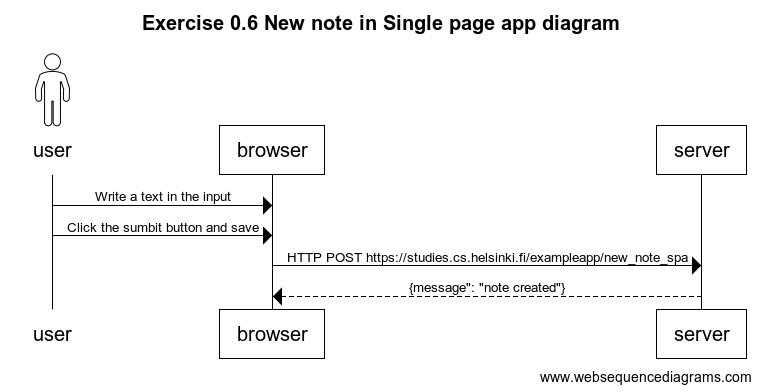 Exercise 0.6 New note in Single page app diagram
user
browser
server
Write a text in the input
Click the sumbit button and save
HTTP POST https://studies.cs.helsinki.fi/exampleapp/new_note_spa
{message": "note created"}
user
browser
server
www.websequencediagrams.com